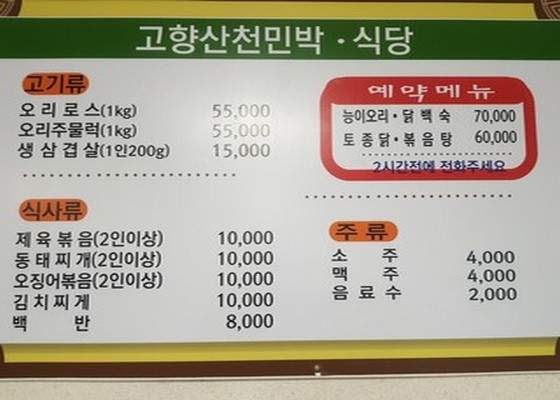 고향산천민박·식당
고기류
오리로스(1kg) 55,000
오리주물럭(1kg) 55,000
생삼겹살(1인200g) 15,000
예약메뉴
능이오리·닭백숙 70,000
토종닭·볶음탕 60,000
2시간전에 전화주세요
식사류
제육볶음(2인이상) 10,000
동태찌개(2인이상) 10,000
오징어볶음(2인이상) 10,000
김치찌게 10,000
백반 8,000
주류
소주 4,000
맥주 4,000
음료수 2,000